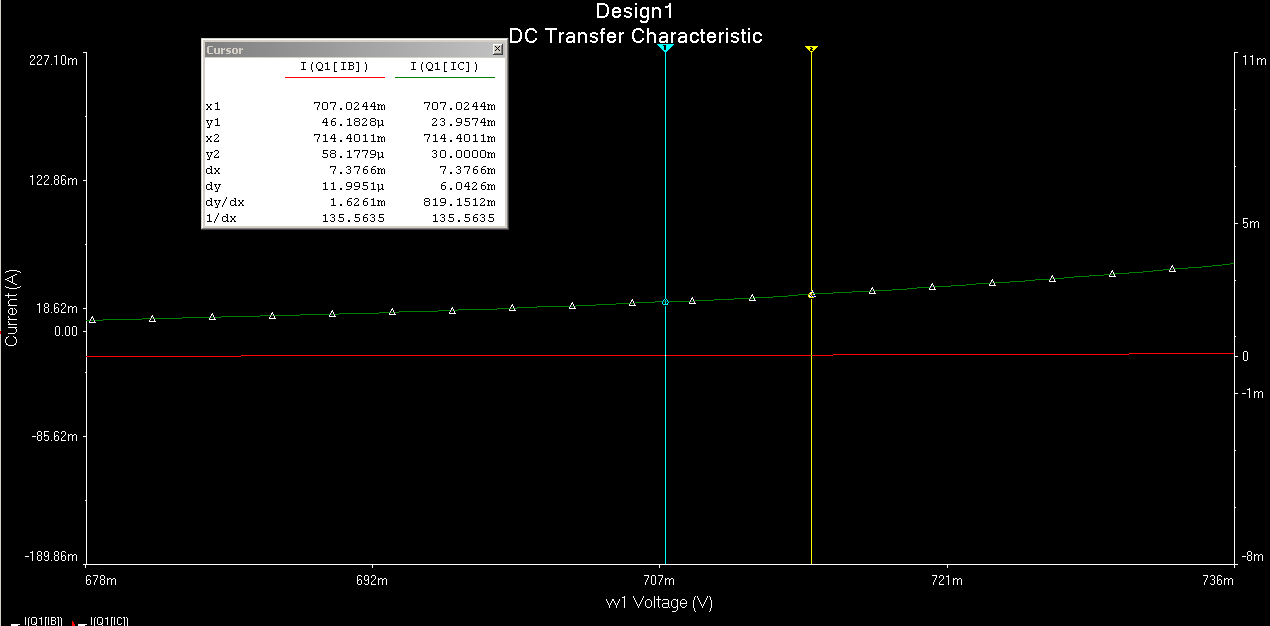 Design1
DC Transfer Characteristic
Cursor
I(Q1[IB]) I(Q1[IC])
x1 707.0244m 707.0244m
y1 46.1828µ 23.9574m
x2 714.4011m 714.4011m
y2 58.1779µ 30.0000m
dx 7.3766m 7.3766m
dy 11.9951µ 6.0426m
dy/dx 1.6261m 819.1512m
1/dx 135.5635 135.5635
227.10m
122.86m
18.62m
0.00
-85.62m
-189.86m
Current (A)
11m
5m
0
-1m
-8m
678m 692m 707m 721m 736m
vv1 Voltage (V)
I(Q1[IB]) I(Q1[IC])